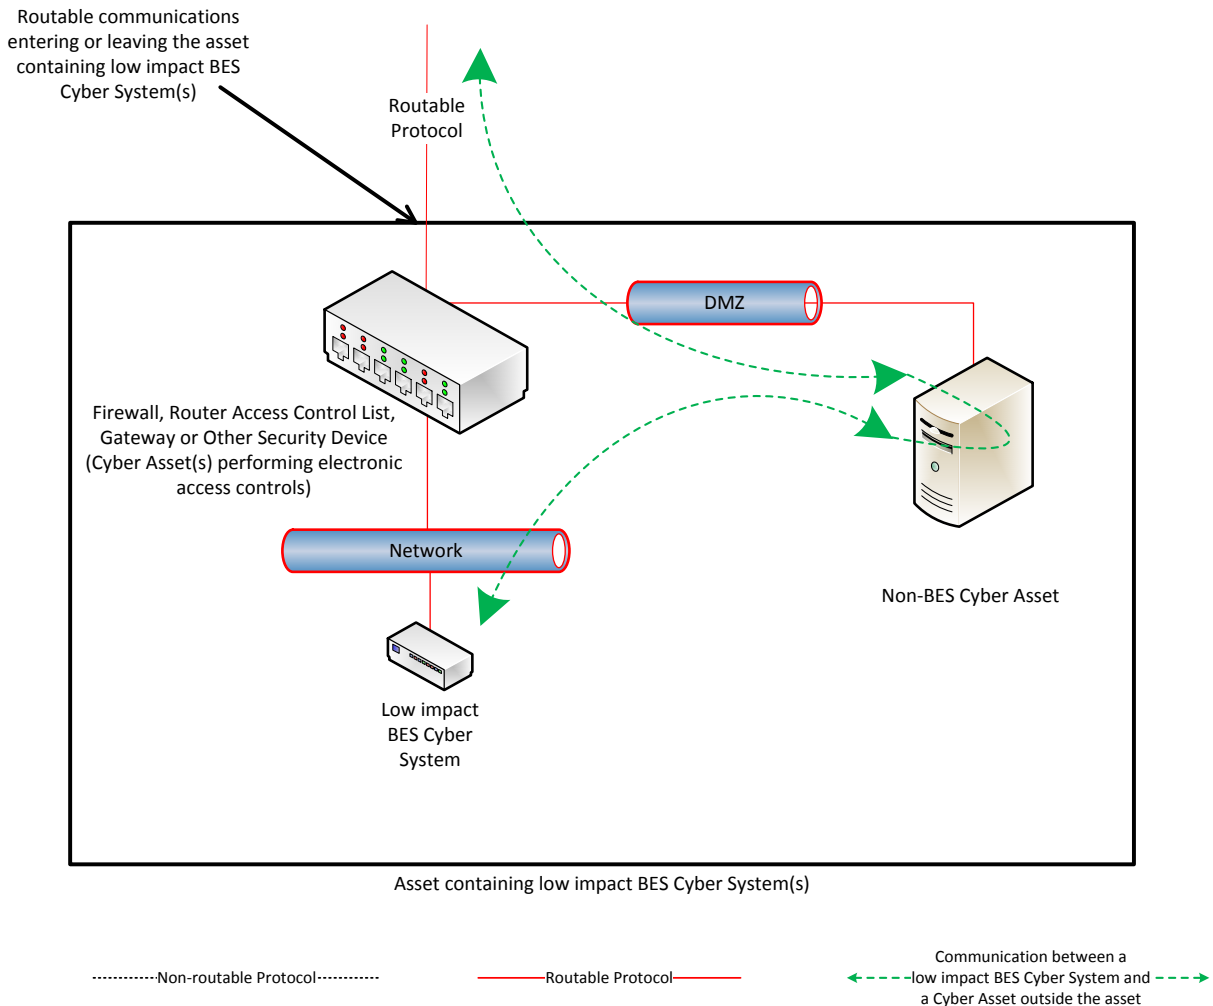 Routable communications
entering or leaving the asset
containing low impact BES
Cyber System(s)
Routable
Protocol
DMZ
Firewall, Router Access Control List,
Gateway or Other Security Device
(Cyber Asset(s) performing electronic
access controls)
Network
Non-BES Cyber Asset
Low impact
BES Cyber
System
Asset containing low impact BES Cyber System(s)
Non-routable Protocol
Routable Protocol
Communication between a
low impact BES Cyber System and
a Cyber Asset outside the asset